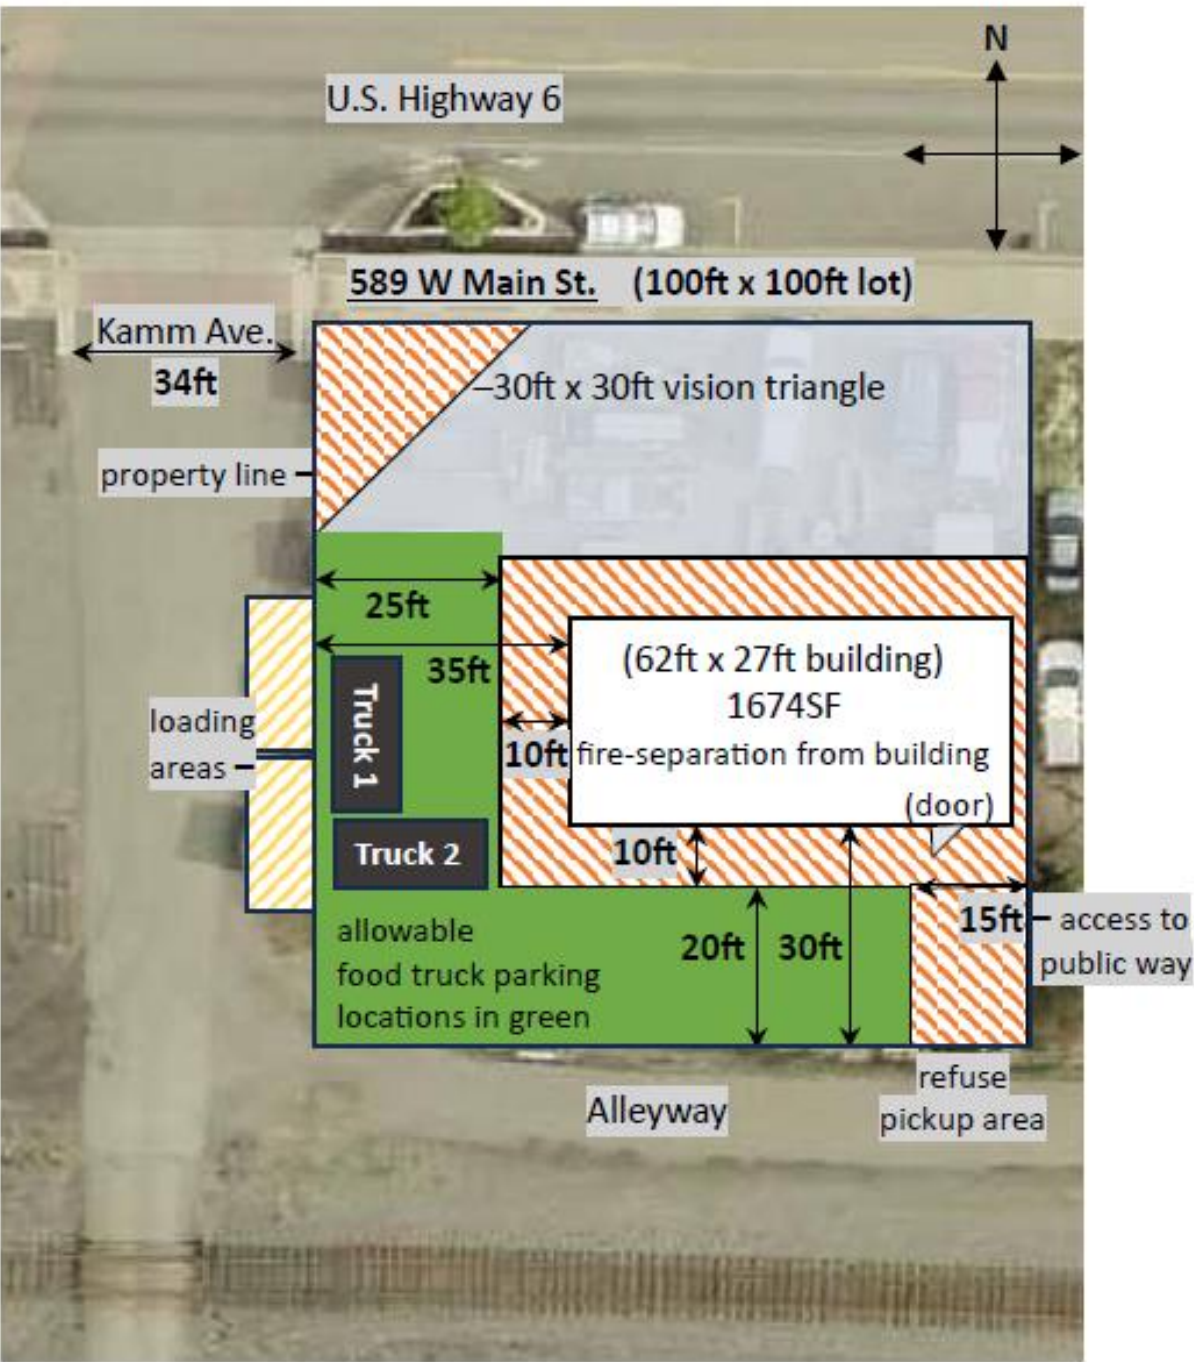 N
U.S. Highway 6
589 W Main St. (100ft x 100ft lot)
Kamm Ave.
34ft
–30ft x 30ft vision triangle
property line
25ft
35ft
(62ft x 27ft building)
1674SF
10ft fire-separation from building
(door)
loading
areas
Truck 1
Truck 2
10ft
allowable
food truck parking
locations in green
20ft
30ft
15ft
access to
public way
refuse
pickup area
Alleyway